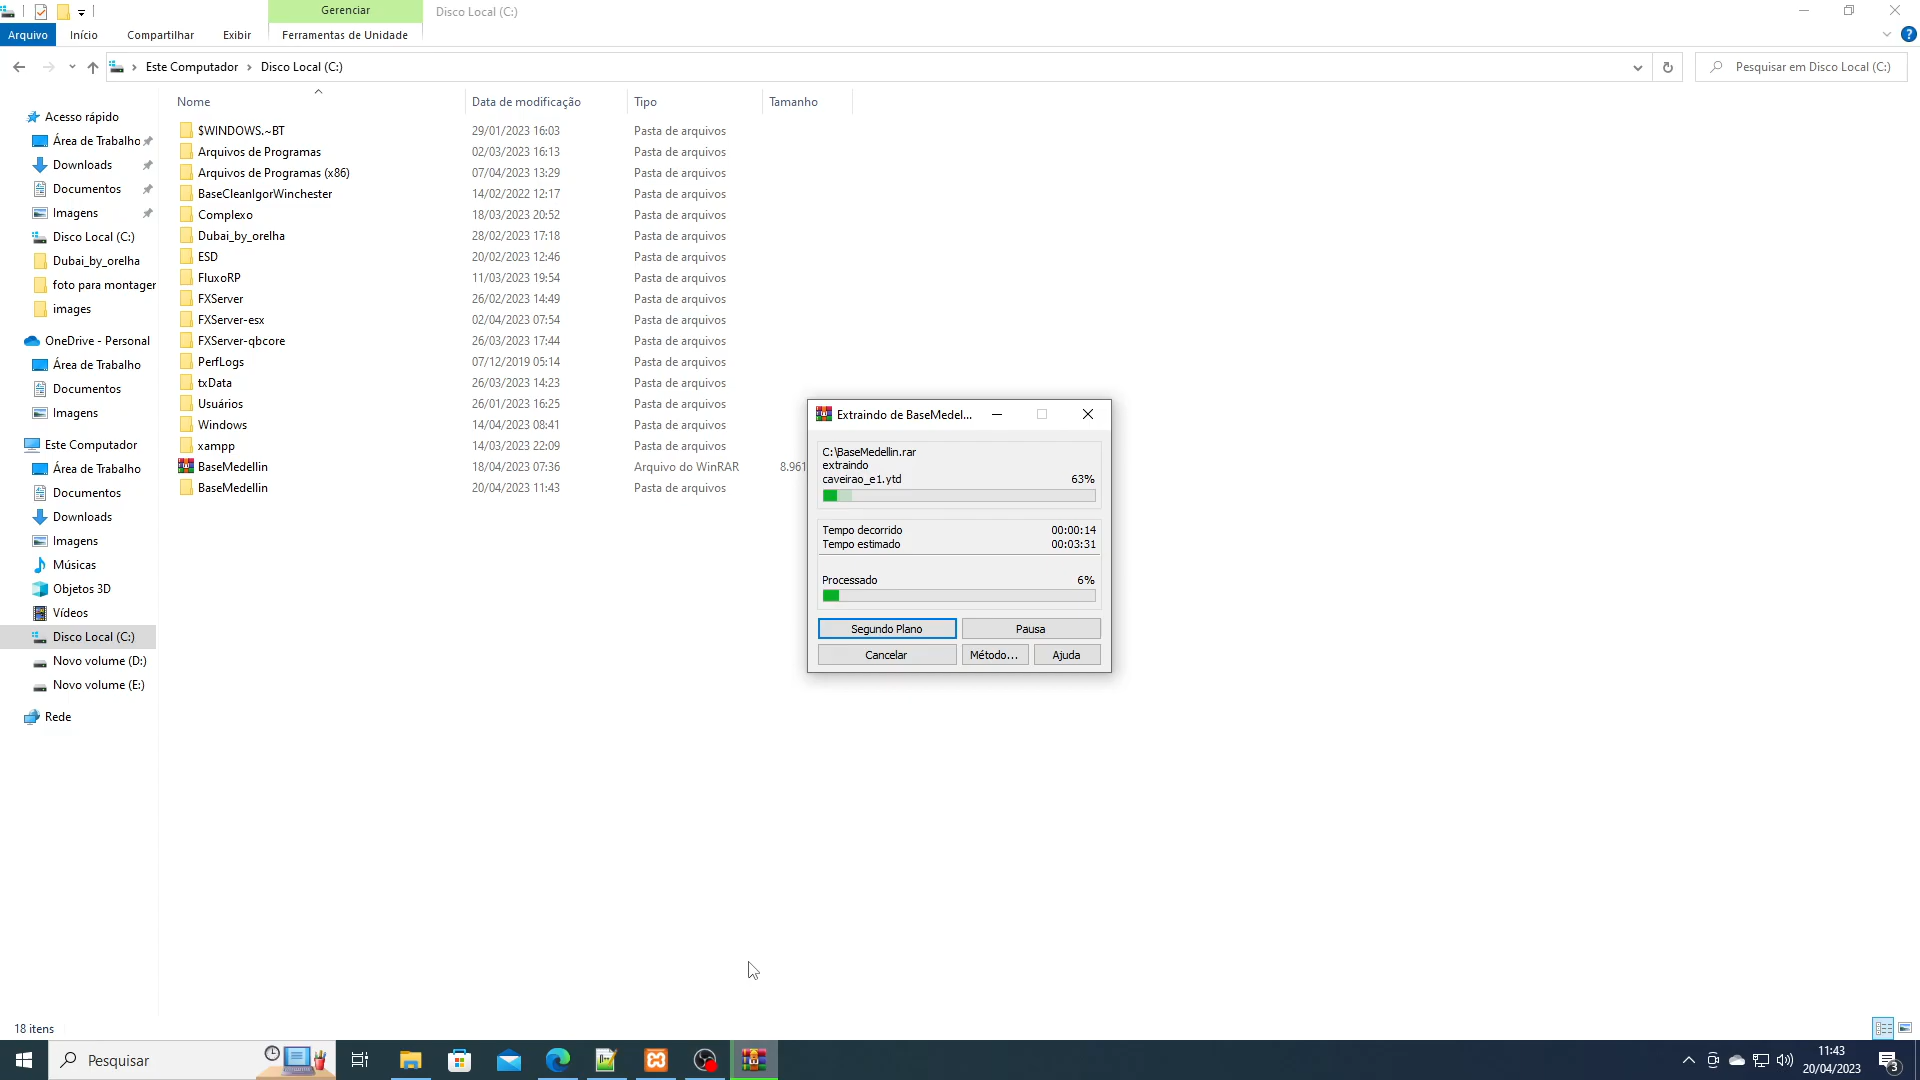 Gerenciar
Disco Local (C:)
Arquivo
Início
Compartilhar
Exibir
Ferramentas de Unidade
Este Computador
Disco Local (C:)
Pesquisar em Disco Local (C:)
Nome
Data de modificação
Tipo
Tamanho
Acesso rápido
Área de Trabalho
Downloads
Documentos
Imagens
Disco Local (C:)
Dubai_by_orelha
foto para montager
images
OneDrive - Personal
Área de Trabalho
Documentos
Imagens
Este Computador
Área de Trabalho
Documentos
Downloads
Imagens
Músicas
Objetos 3D
Vídeos
Disco Local (C:)
Novo volume (D:)
Novo volume (E:)
Rede
$WINDOWS.~BT 29/01/2023 16:03 Pasta de arquivos
Arquivos de Programas 02/03/2023 16:13 Pasta de arquivos
Arquivos de Programas (x86) 07/04/2023 13:29 Pasta de arquivos
BaseCleanIgorWinchester 14/02/2022 12:17 Pasta de arquivos
Complexo 18/03/2023 20:52 Pasta de arquivos
Dubai_by_orelha 28/02/2023 17:18 Pasta de arquivos
ESD 20/02/2023 12:46 Pasta de arquivos
FluxoRP 11/03/2023 19:54 Pasta de arquivos
FXServer 26/02/2023 14:49 Pasta de arquivos
FXServer-esx 02/04/2023 07:54 Pasta de arquivos
FXServer-qbcore 26/03/2023 17:44 Pasta de arquivos
PerfLogs 07/12/2019 05:14 Pasta de arquivos
txData 26/03/2023 14:23 Pasta de arquivos
Usuários 26/01/2023 16:25 Pasta de arquivos
Windows 14/04/2023 08:41 Pasta de arquivos
xampp 14/03/2023 22:09 Pasta de arquivos
BaseMedellin 18/04/2023 07:36 Arquivo do WinRAR 8.961
BaseMedellin 20/04/2023 11:43 Pasta de arquivos
Extraindo de BaseMedel...
C:\BaseMedellin.rar
extraindo
caveirao_e1.ytd 63%
Tempo decorrido 00:00:14
Tempo estimado 00:03:31
Processado 6%
Segundo Plano
Pausa
Cancelar
Método...
Ajuda
18 itens
Pesquisar
11:43
20/04/2023
3